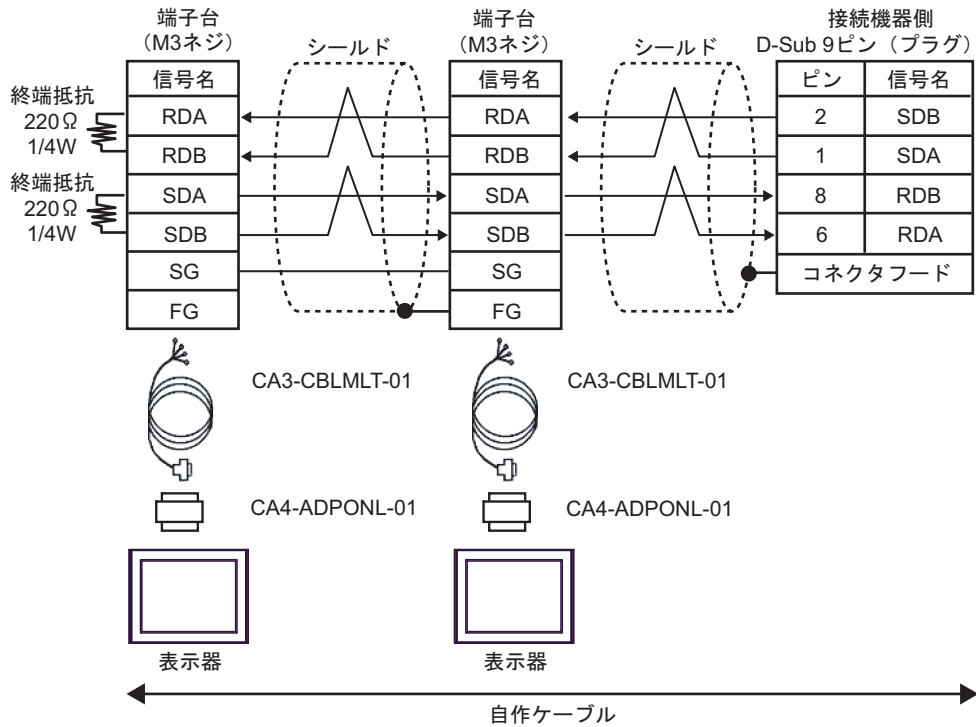 端子台
(M3ネジ)
シールド
端子台
(M3ネジ)
シールド
接続機器側
D-Sub 9ピン(プラグ)
終端抵抗
220Ω
1/4W
終端抵抗
220Ω
1/4W
信号名
RDA
RDB
SDA
SDB
SG
FG
信号名
RDA
RDB
SDA
SDB
SG
FG
ピン 信号名
2 SDB
1 SDA
8 RDB
6 RDA
コネクタフード
CA3-CBLMLT-01
CA3-CBLMLT-01
CA4-ADPONL-01
CA4-ADPONL-01
表示器
表示器
自作ケーブル